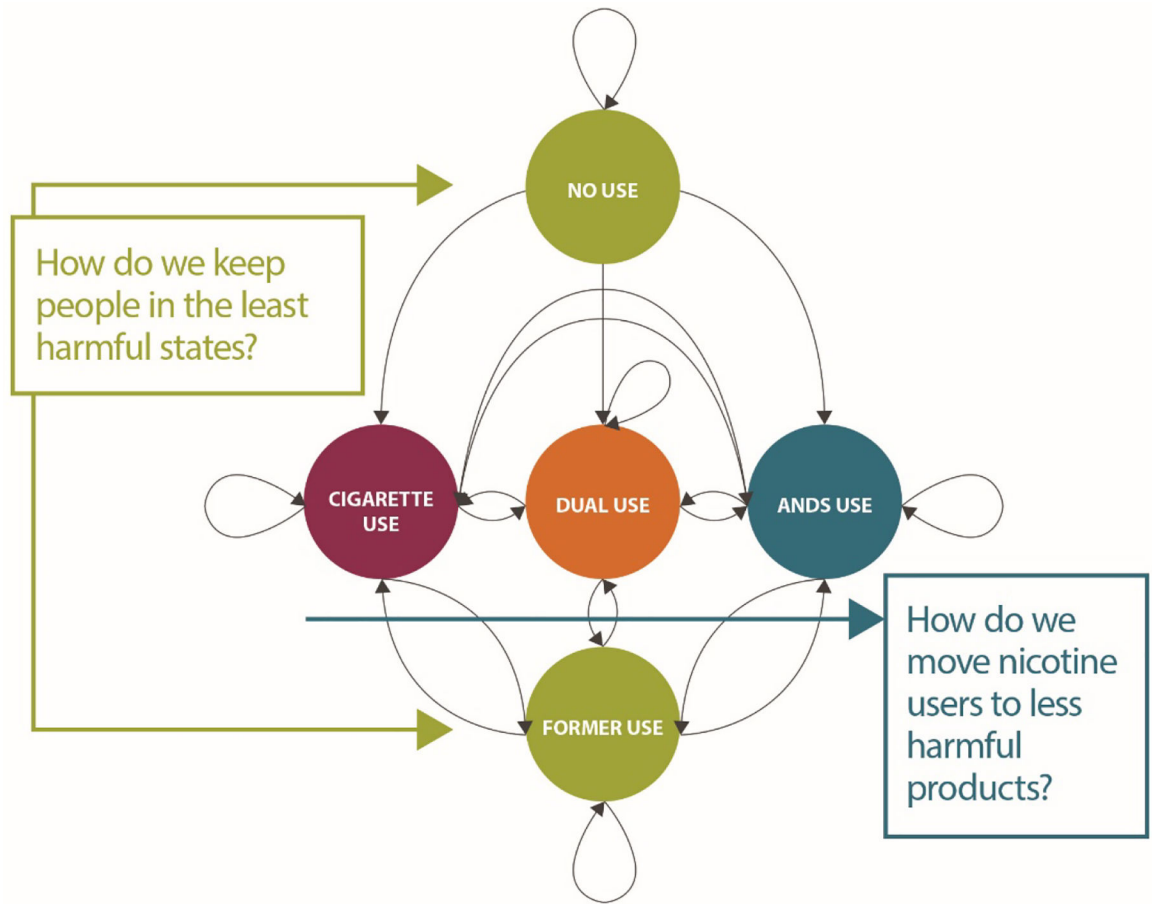 NO USE
How do we keep
people in the least
harmful states?
CIGARETTE
USE
DUAL USE
ANDS USE
How do we
move nicotine
users to less
harmful
products?
FORMER USE